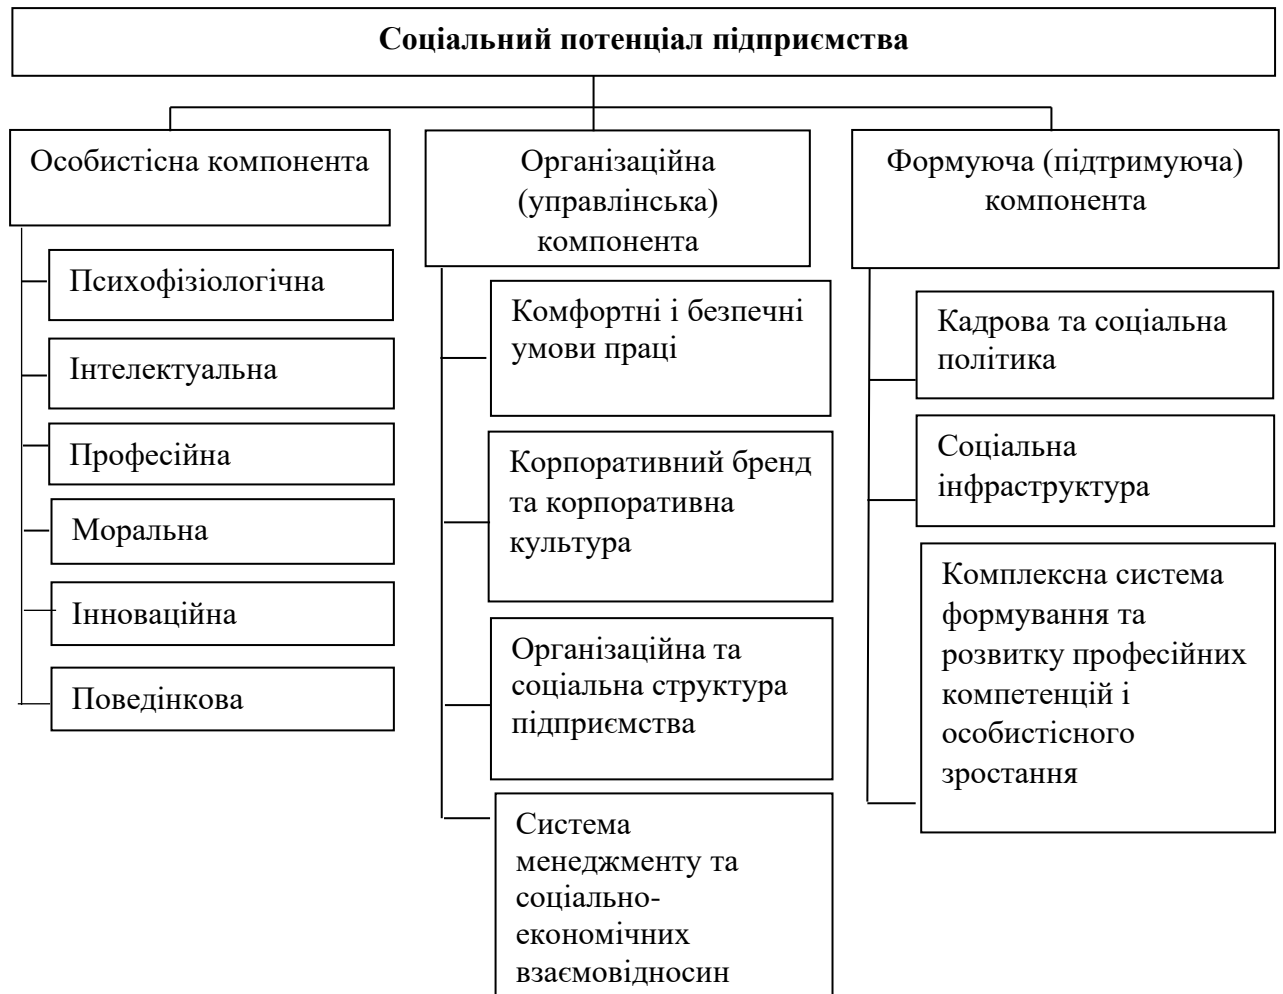 Соціальний потенціал підприємства
Особистісна компонента
Психофізіологічна
Інтелектуальна
Професійна
Моральна
Інноваційна
Поведінкова
Організаційна
(управлінська)
компонента
Комфортні і безпечні
умови праці
Корпоративний бренд
та корпоративна
культура
Організаційна та
соціальна структура
підприємства
Система
менеджменту та
соціально-
економічних
взаємовідносин
Формуюча (підтримуюча)
компонента
Кадрова та соціальна
політика
Соціальна
інфраструктура
Комплексна система
формування та
розвитку професійних
компетенцій і
особистісного
зростання